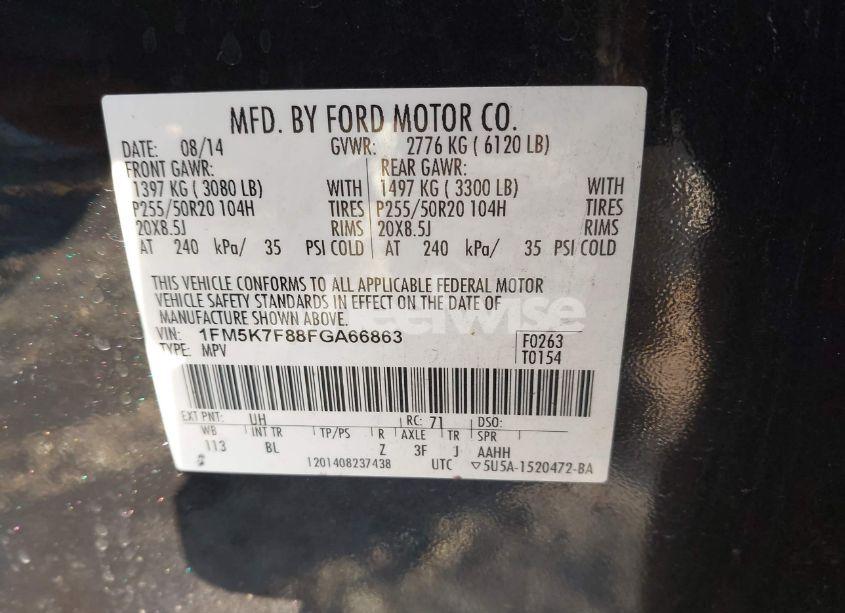 MFD. BY FORD MOTOR CO.
DATE: 08/14 GVWR: 2776 KG ( 6120 LB)
FRONT GAWR: REAR GAWR:
1397 KG ( 3080 LB) WITH 1497 KG ( 3300 LB) WITH
P255/50R20 104H TIRES P255/50R20 104H TIRES
20X8.5J RIMS 20X8.5J RIMS
AT 240 kPa/ 35 PSI COLD AT 240 kPa/ 35 PSI COLD
THIS VEHICLE CONFORMS TO ALL APPLICABLE FEDERAL MOTOR
VEHICLE SAFETY STANDARDS IN EFFECT ON THE DATE OF
MANUFACTURE SHOWN ABOVE.
VIN: 1FM5K7F88FGA66863 F0263
TYPE: MPV T0154
EXT PNT: UH RC: 71 DSO:
WB INT TR TP/PS R AXLE TR SPR
113 BL Z 3F J AAHH
1201408237438 UTC ▽5U5A-1520472-BA